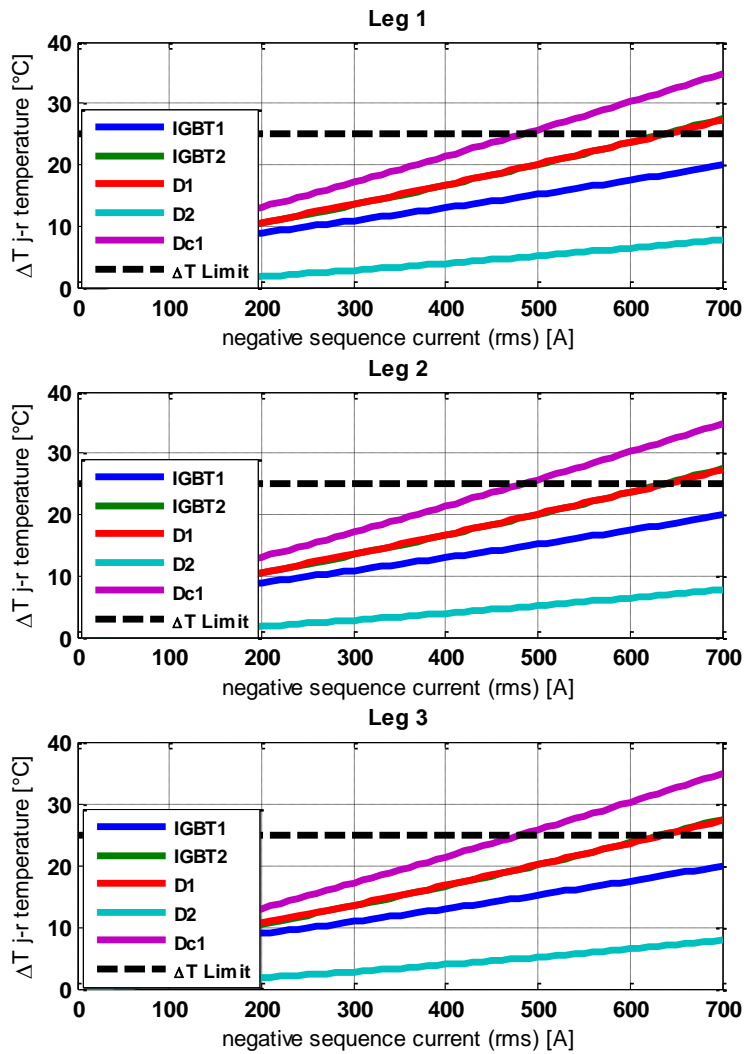 Leg 1
40
30
20
10
0
ΔT j-r temperature [°C]
IGBT1
IGBT2
D1
D2
Dc1
ΔT Limit
0 100 200 300 400 500 600 700
negative sequence current (rms) [A]
Leg 2
40
30
20
10
0
ΔT j-r temperature [°C]
IGBT1
IGBT2
D1
D2
Dc1
ΔT Limit
0 100 200 300 400 500 600 700
negative sequence current (rms) [A]
Leg 3
40
30
20
10
0
ΔT j-r temperature [°C]
IGBT1
IGBT2
D1
D2
Dc1
ΔT Limit
0 100 200 300 400 500 600 700
negative sequence current (rms) [A]